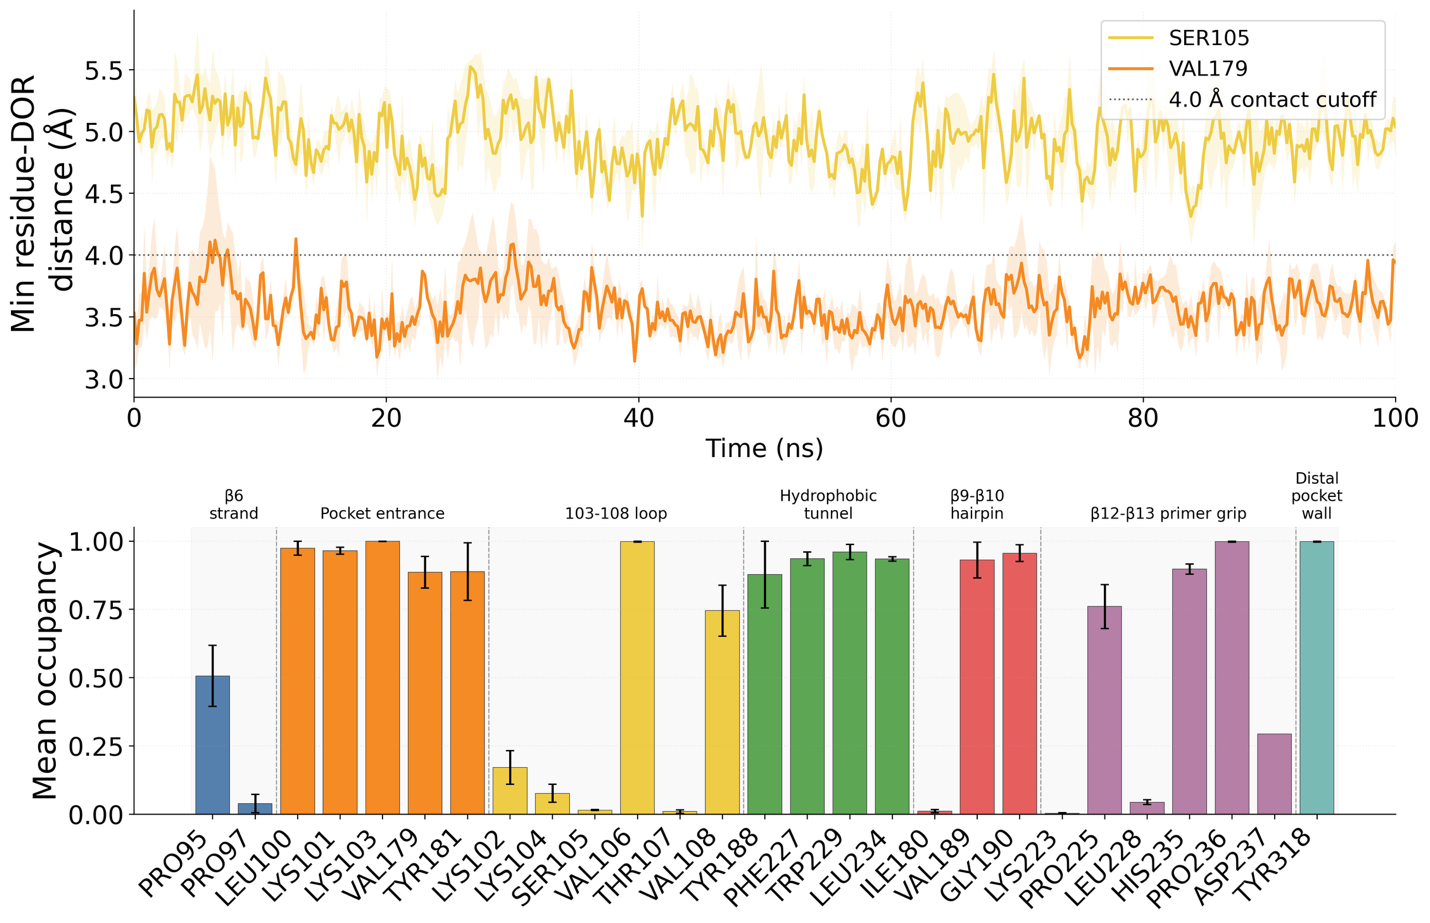 Min residue-DOR
distance (Å)
5.5
5.0
4.5
4.0
3.5
3.0
SER105
VAL179
4.0 Å contact cutoff
0 20 40 60 80 100
Time (ns)
β6
strand
Pocket entrance
103-108 loop
Hydrophobic
tunnel
β9-β10
hairpin
β12-β13 primer grip
Distal
pocket
wall
Mean occupancy
1.00
0.75
0.50
0.25
0.00
PRO95 PRO97 LEU100 LYS101 LYS103 VAL179 TYR181 LYS102 LYS104 SER105 VAL106 THR107 VAL108 TYR188 PHE227 TRP229 LEU234 ILE180 VAL189 GLY190 LYS223 PRO225 LEU228 HIS235 PRO236 ASP237 TYR318